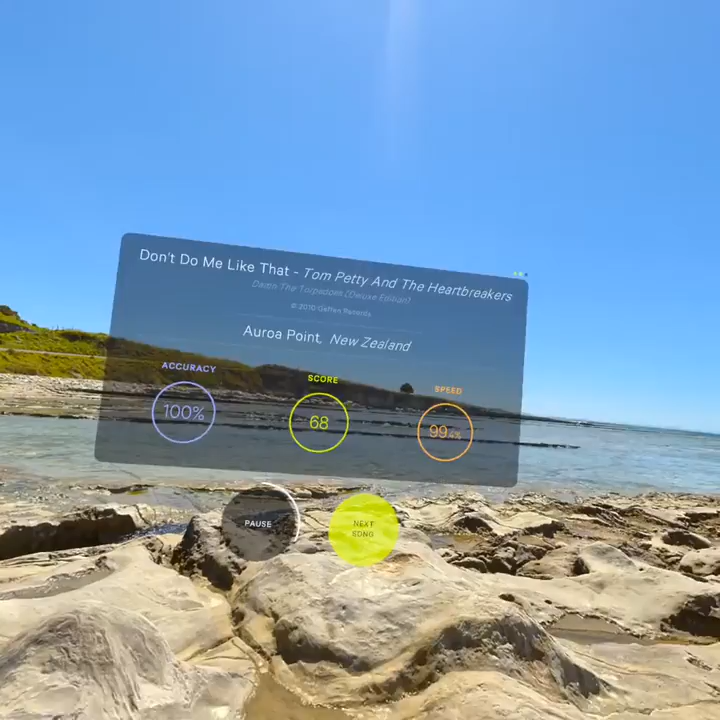 Don't Do Me Like That - Tom Petty And The Heartbreakers
Damn The Torpedoes (Deluxe Edition)
© 2010 Geffen Records
Auroa Point, New Zealand
ACCURACY
SCORE
SPEED
100%
68
99.4%
PAUSE
NEXT
SONG